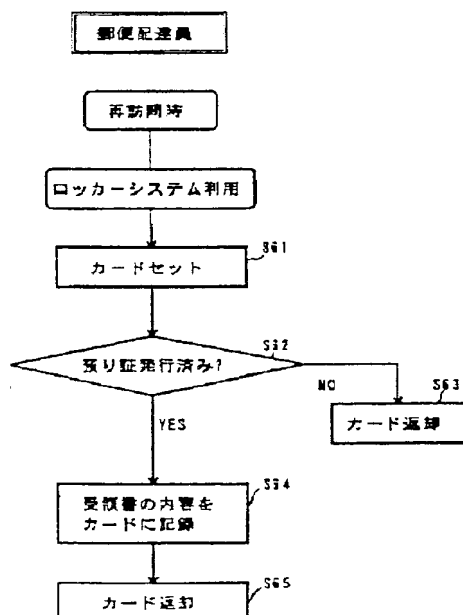 郵便配達員
再訪問時
ロッカーシステム利用
S61
カードセット
S62
預り証発行済み?
NO
S63
カード返却
YES
S64
受領書の内容を
カードに記録
S65
カード返却